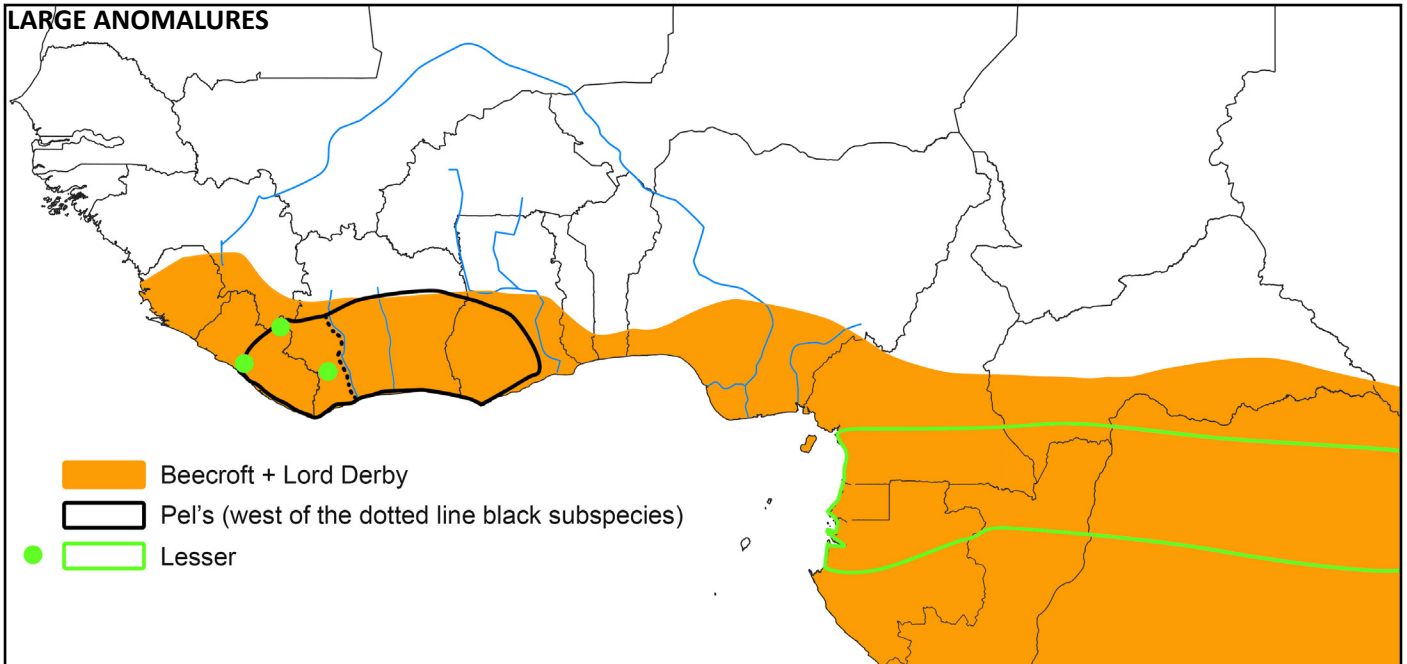 LARGE ANOMALURES
Beecroft + Lord Derby
Pel's (west of the dotted line black subspecies)
Lesser